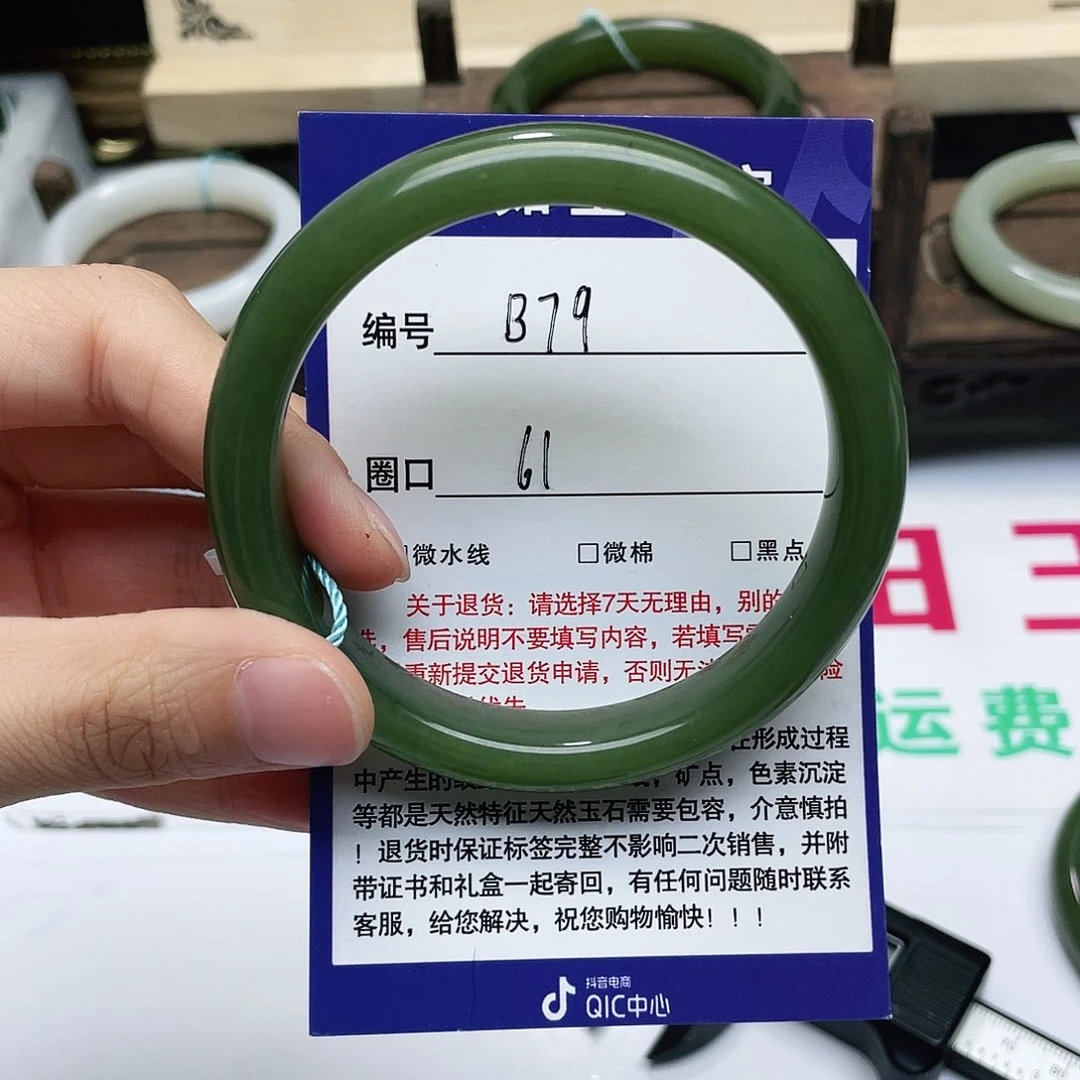 编号 B79
圈口 61
微水线 □微棉 □黑点
关于退货：请选择7天无理由，别的
，售后说明不要填写内容，若填写
重新提交退货申请，否则无
险
形成过程
中产生的 矿点，色素沉淀
等都是天然特征天然玉石需要包容，介意慎拍
！退货时保证标签完整不影响二次销售，并附
带证书和礼盒一起寄回，有任何问题随时联系
客服，给您解决，祝您购物愉快！！！
抖音电商
QIC中心
运费